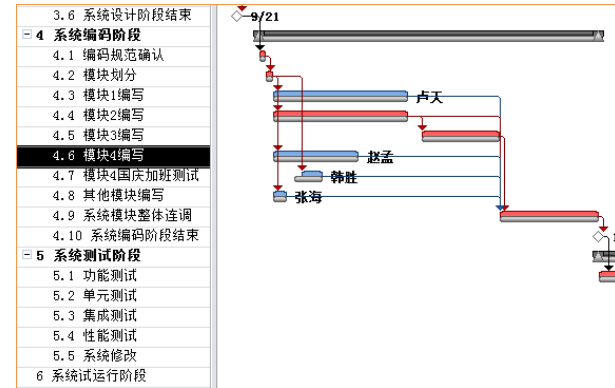 3.6 系统设计阶段结束
9/21
4 系统编码阶段
4.1 编码规范确认
4.2 模块划分
4.3 模块1编写
卢天
4.4 模块2编写
4.5 模块3编写
4.6 模块4编写
赵孟
4.7 模块4国庆加班测试
韩胜
4.8 其他模块编写
张海
4.9 系统模块整体连调
4.10 系统编码阶段结束
5 系统测试阶段
5.1 功能测试
5.2 单元测试
5.3 集成测试
5.4 性能测试
5.5 系统修改
6 系统试运行阶段